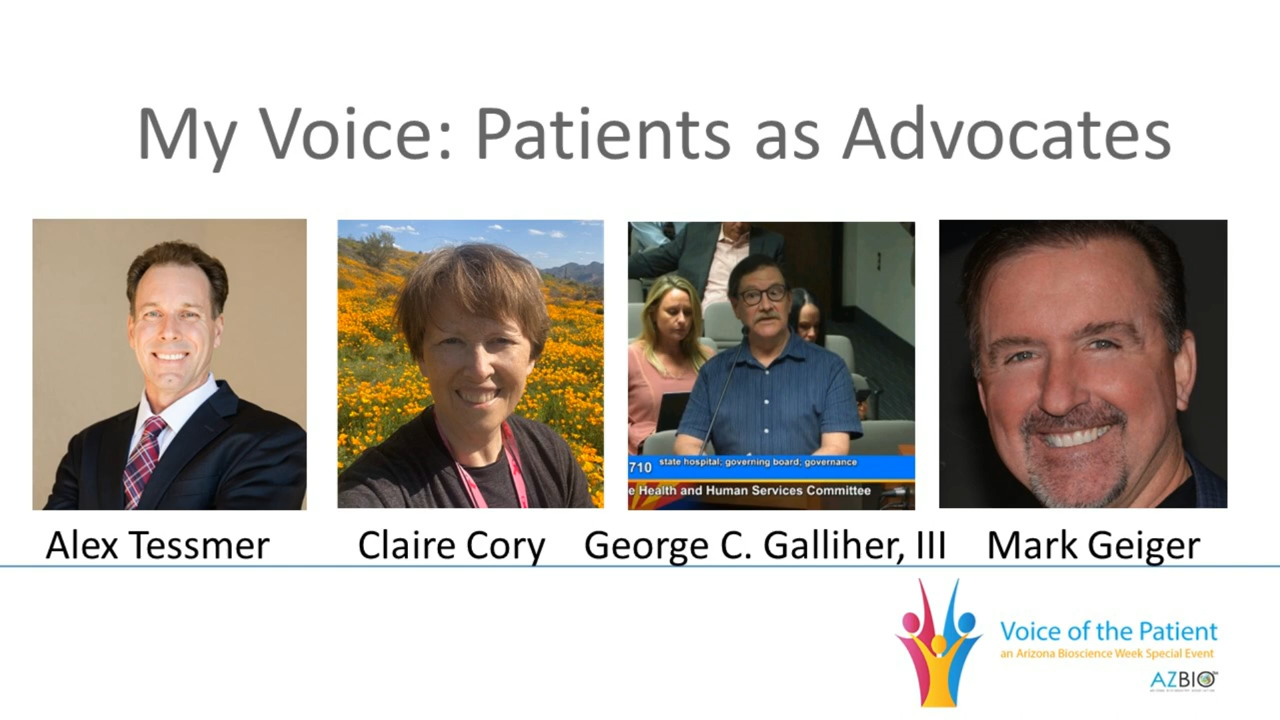 My Voice: Patients as Advocates
710 state hospital; governing board, governance
e Health and Human Services Committee
Alex Tessmer
Claire Cory
George C. Galliher, III
Mark Geiger
Voice of the Patient
an Arizona Bioscience Week Special Event
AZBIO